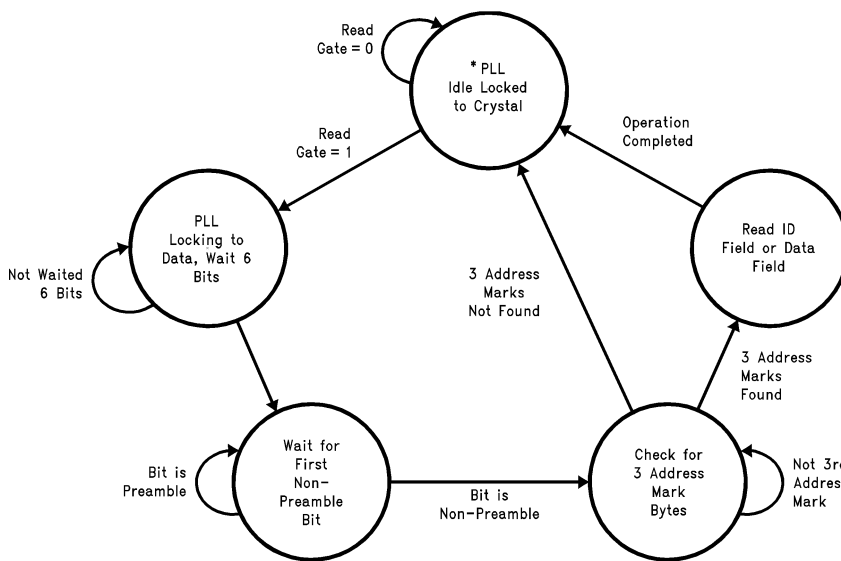 Read
Gate = 0
* PLL
Idle Locked
to Crystal
Read
Gate = 1
Operation
Completed
PLL
Locking to
Data, Wait 6
Bits
Read ID
Field or Data
Field
Not Waited
6 Bits
3 Address
Marks
Not Found
3 Address
Marks
Found
Wait for
First
Non-
Preamble
Bit
Check for
3 Address
Mark
Bytes
Bit is
Preamble
Bit is
Non-Preamble
Not 3rd
Address
Mark